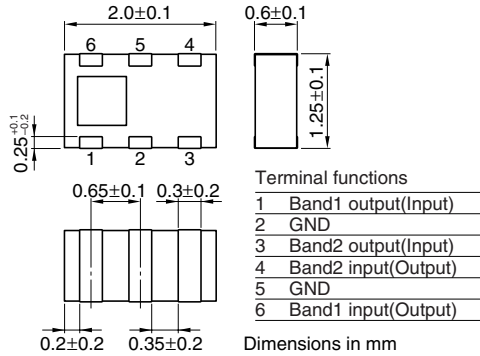 2.0±0.1
0.6±0.1
6 5 4
1.25±0.1
0.25+0.1 −0.2
1 2 3
0.65±0.1
0.3±0.2
0.2±0.2
0.35±0.2
Terminal functions
1 Band1 output(Input)
2 GND
3 Band2 output(Input)
4 Band2 input(Output)
5 GND
6 Band1 input(Output)
Dimensions in mm